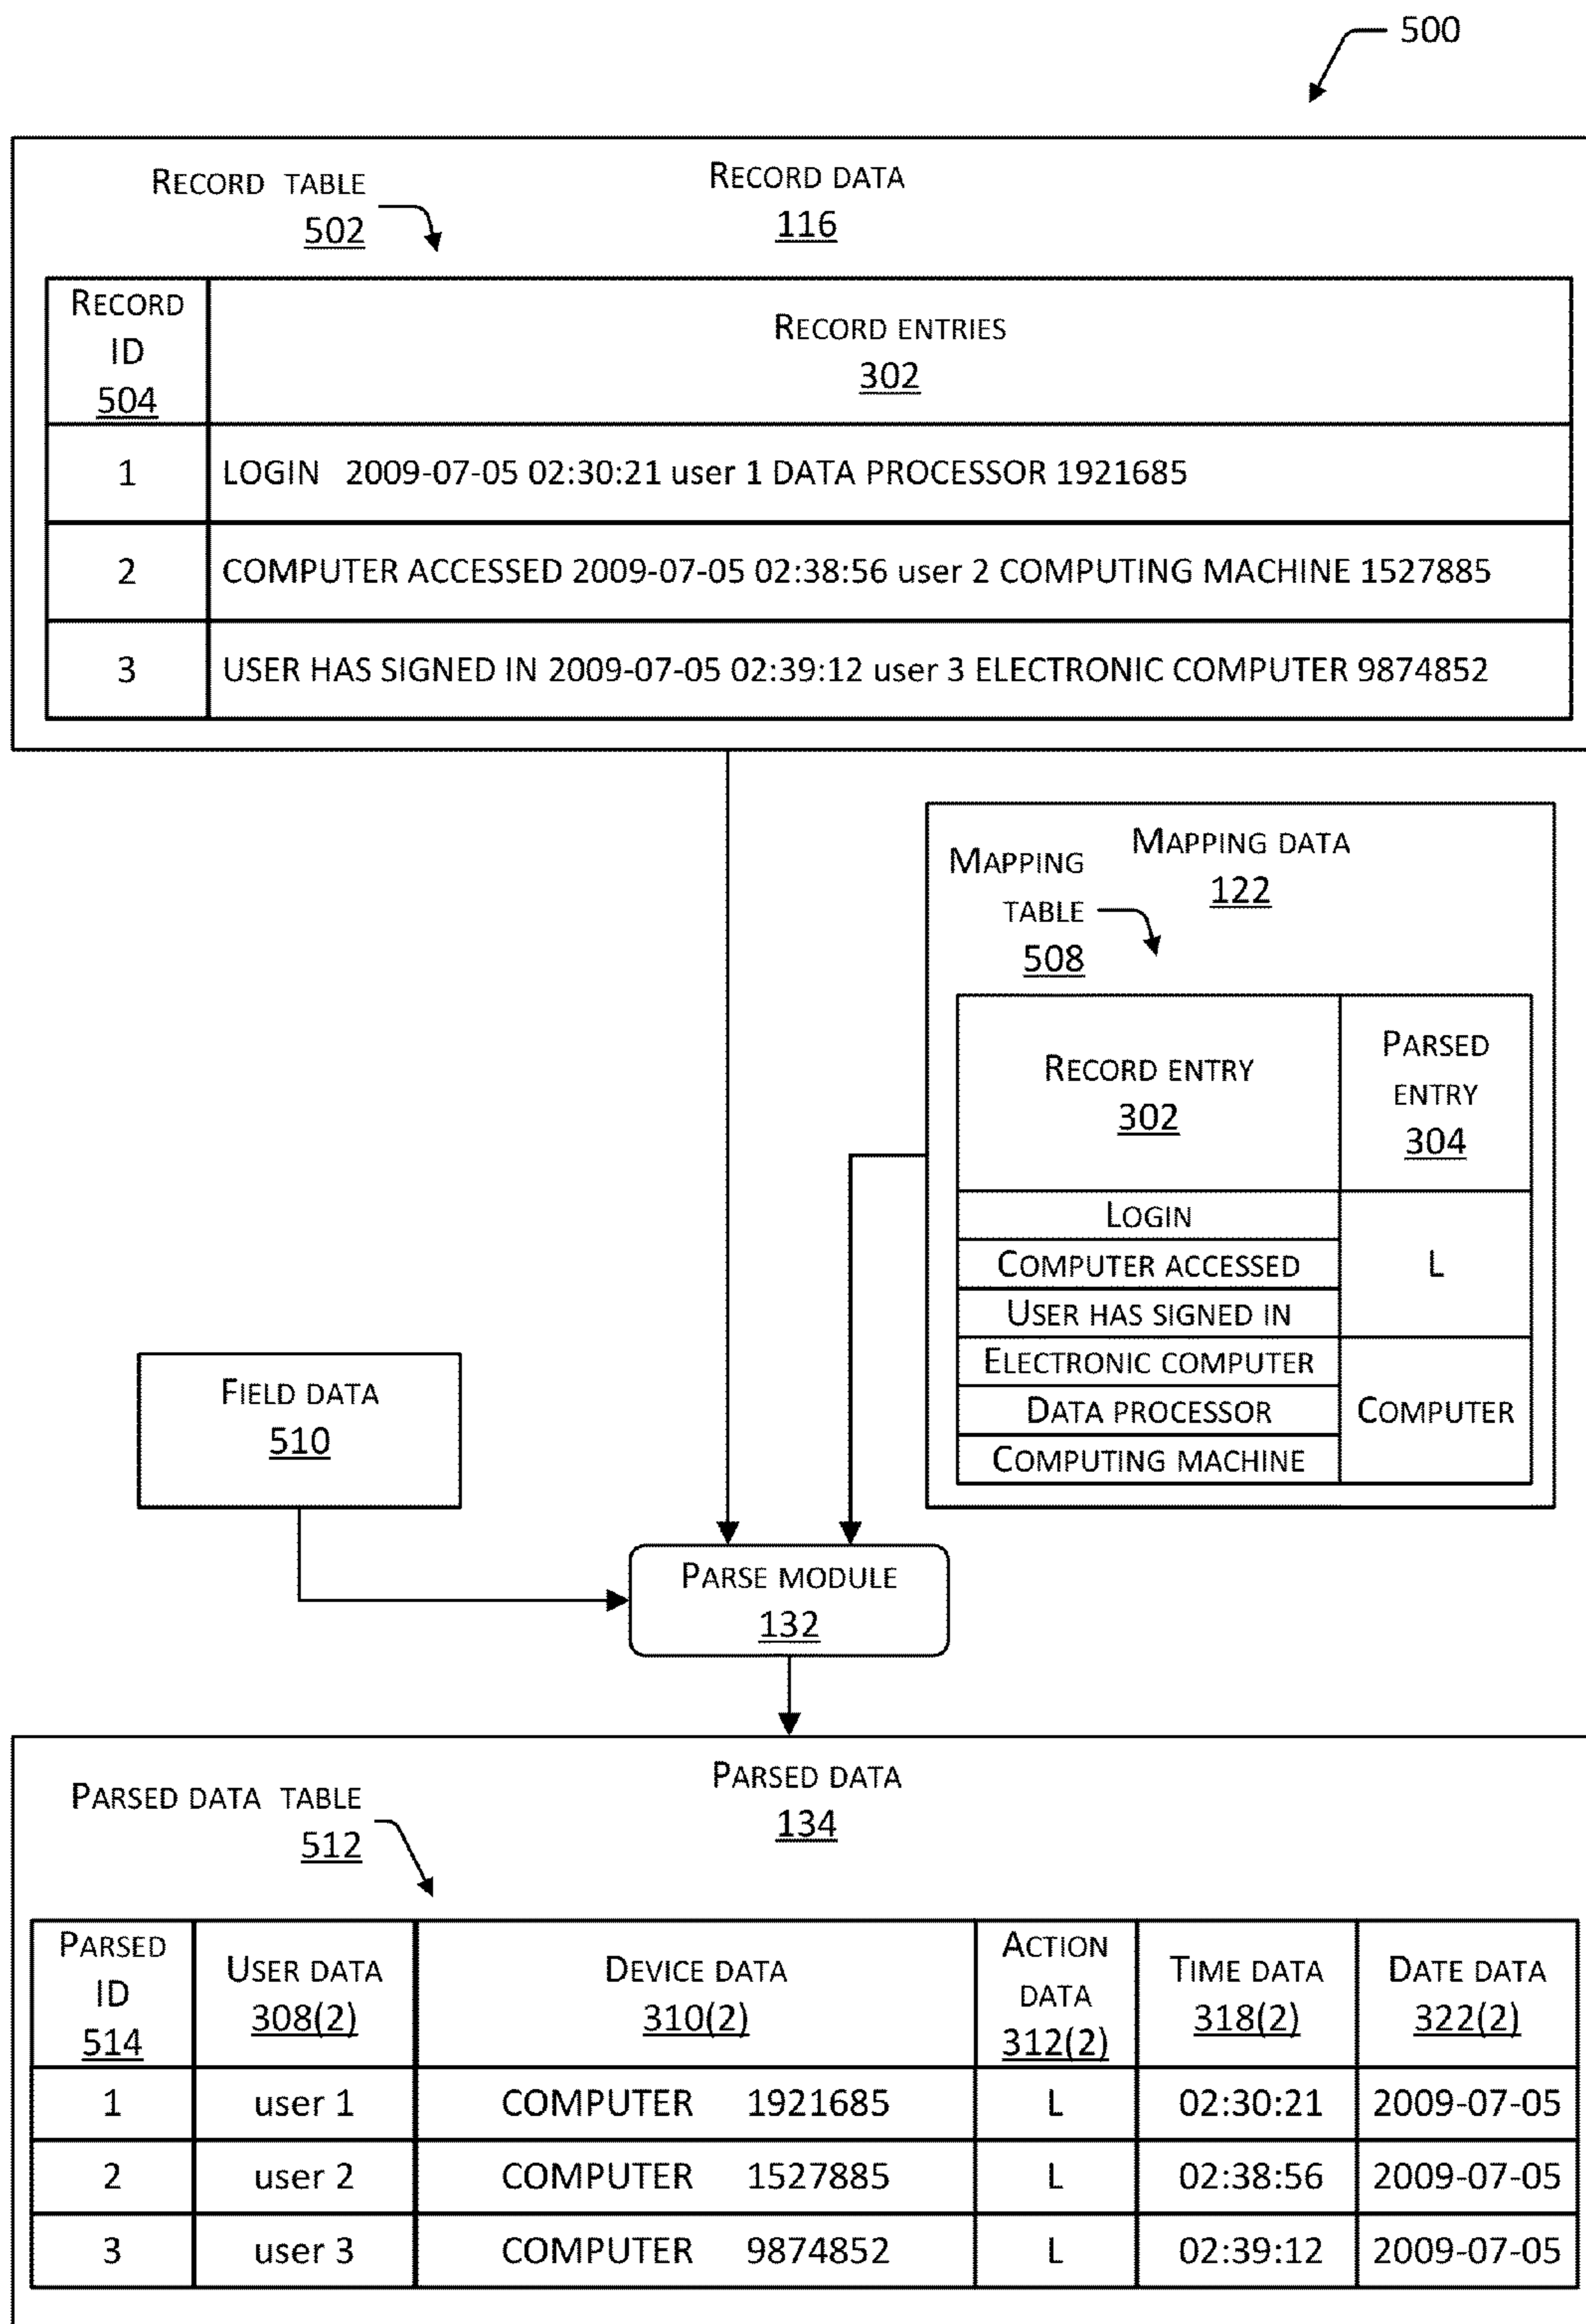 500
RECORD TABLE
502
RECORD DATA
116
RECORD
ID
504
RECORD ENTRIES
302
1
LOGIN 2009-07-05 02:30:21 user 1 DATA PROCESSOR 1921685
2
COMPUTER ACCESSED 2009-07-05 02:38:56 user 2 COMPUTING MACHINE 1527885
3
USER HAS SIGNED IN 2009-07-05 02:39:12 user 3 ELECTRONIC COMPUTER 9874852
MAPPING DATA
122
MAPPING
TABLE
508
RECORD ENTRY
302
PARSED
ENTRY
304
LOGIN
COMPUTER ACCESSED
USER HAS SIGNED IN
L
ELECTRONIC COMPUTER
DATA PROCESSOR
COMPUTING MACHINE
COMPUTER
FIELD DATA
510
PARSE MODULE
132
PARSED DATA
134
PARSED DATA TABLE
512
PARSED
ID
514
USER DATA
308(2)
DEVICE DATA
310(2)
ACTION
DATA
312(2)
TIME DATA
318(2)
DATE DATA
322(2)
1 user 1 COMPUTER 1921685 L 02:30:21 2009-07-05
2 user 2 COMPUTER 1527885 L 02:38:56 2009-07-05
3 user 3 COMPUTER 9874852 L 02:39:12 2009-07-05